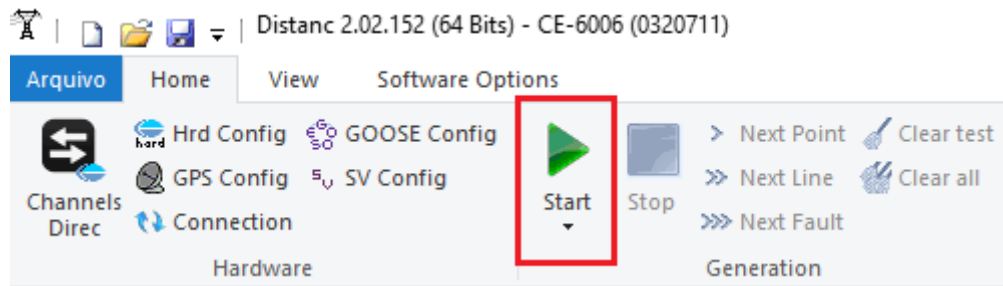 Distanc 2.02.152 (64 Bits) - CE-6006 (0320711)
Arquivo Home View Software Options
Channels
Direc
hard Hrd Config
GPS Config
Connection
GOOSE Config
SV SV Config
Hardware
Start
Stop
Next Point
Next Line
Next Fault
Clear test
Clear all
Generation